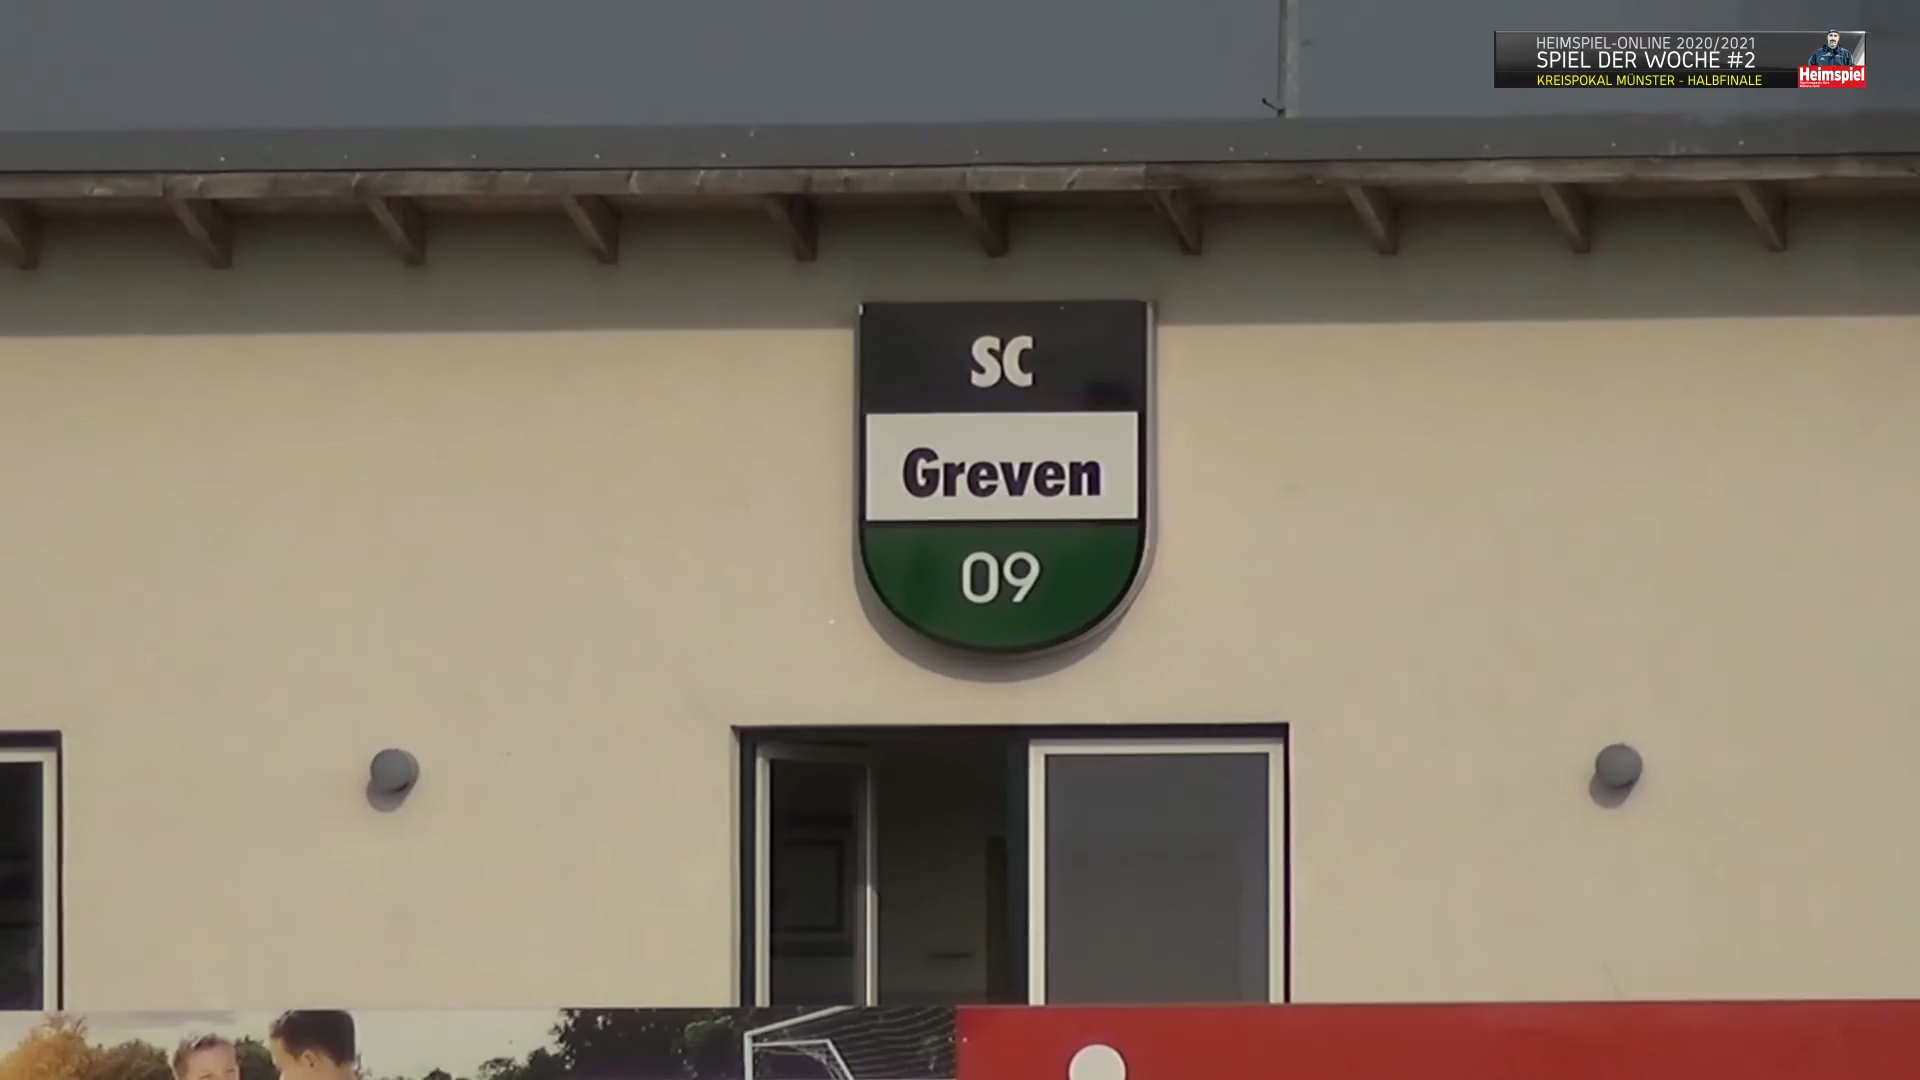 HEIMSPIEL-ONLINE 2020/2021
SPIEL DER WOCHE #2
KREISPOKAL MÜNSTER - HALBFINALE
Heimspiel
SC
Greven
09